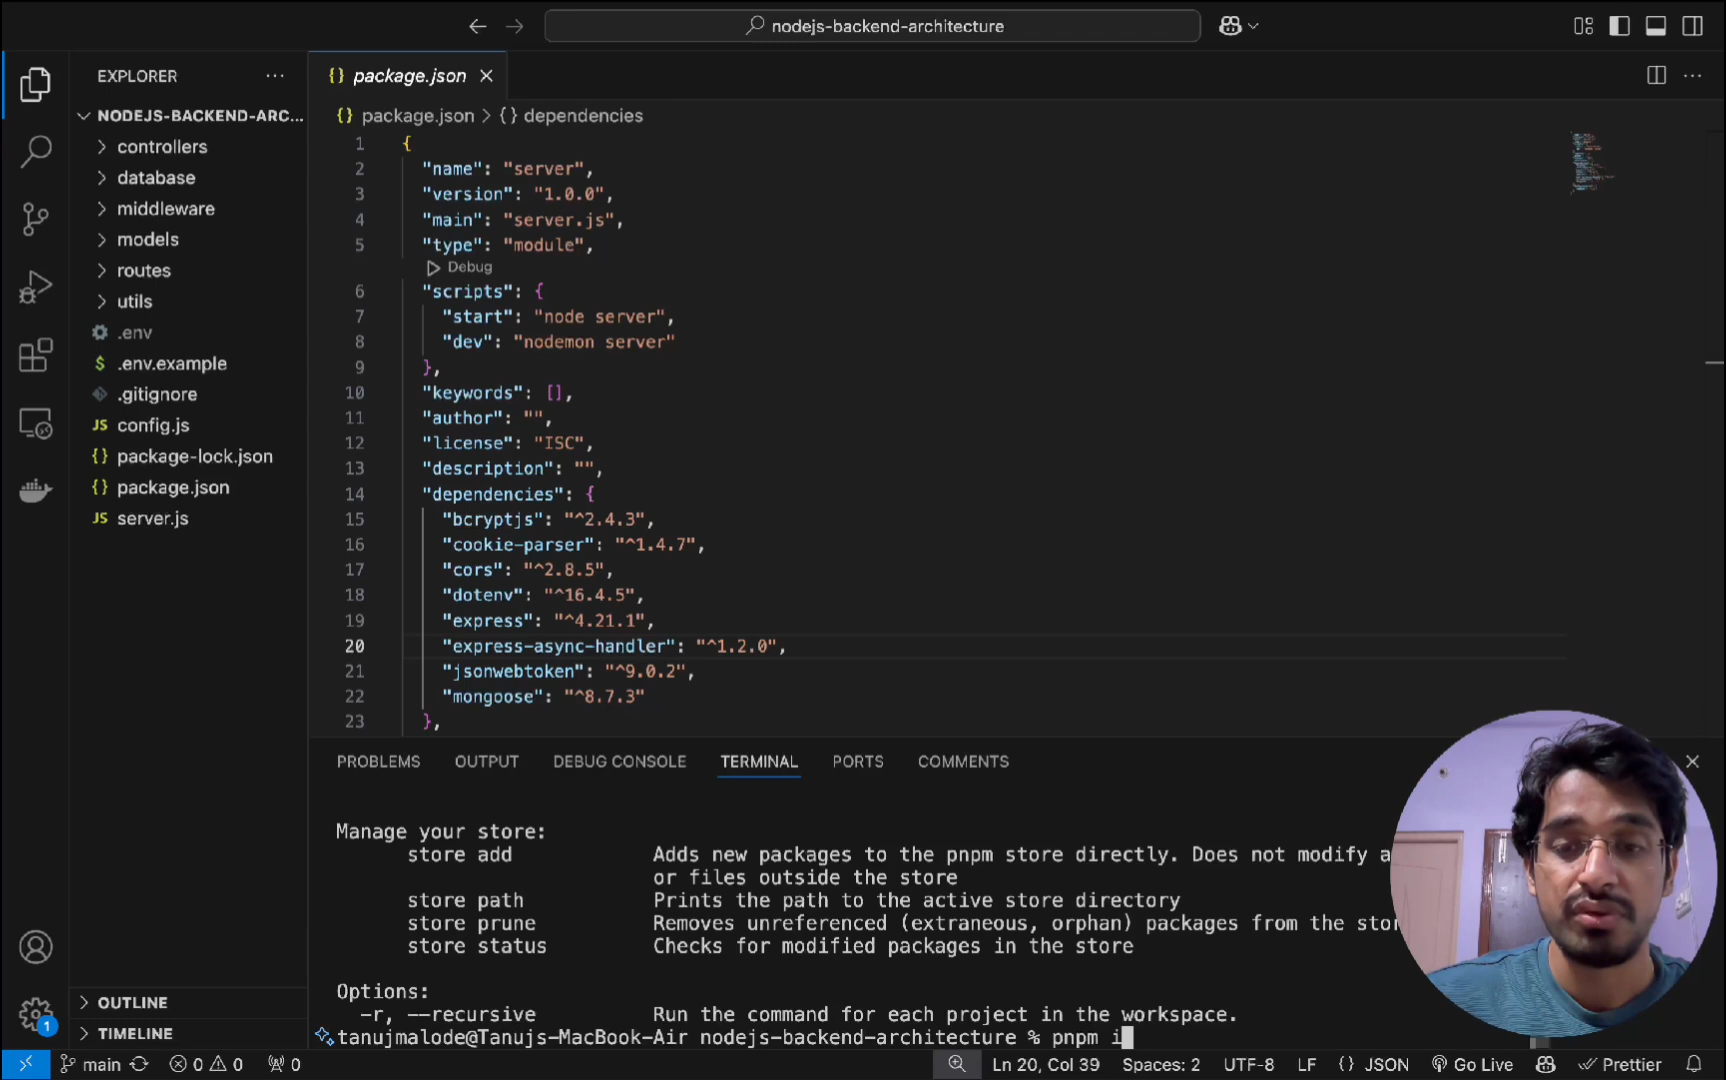 nodejs-backend-architecture
EXPLORER
NODEJS-BACKEND-ARC...
controllers
database
middleware
models
routes
utils
.env
$ .env.example
.gitignore
JS config.js
{} package-lock.json
{} package.json
JS server.js
OUTLINE
TIMELINE
1
{} package.json
{} package.json > {} dependencies
1 {
2 "name": "server",
3 "version": "1.0.0",
4 "main": "server.js",
5 "type": "module",
Debug
6 "scripts": {
7 "start": "node server",
8 "dev": "nodemon server"
9 },
10 "keywords": [],
11 "author": "",
12 "license": "ISC",
13 "description": "",
14 "dependencies": {
15 "bcryptjs": "^2.4.3",
16 "cookie-parser": "^1.4.7",
17 "cors": "^2.8.5",
18 "dotenv": "^16.4.5",
19 "express": "^4.21.1",
20 "express-async-handler": "^1.2.0",
21 "jsonwebtoken": "^9.0.2",
22 "mongoose": "^8.7.3"
23 },
PROBLEMS OUTPUT DEBUG CONSOLE TERMINAL PORTS COMMENTS
Manage your store:
store add Adds new packages to the pnpm store directly. Does not modify a
or files outside the store
store path Prints the path to the active store directory
store prune Removes unreferenced (extraneous, orphan) packages from the stor
store status Checks for modified packages in the store
Options:
-r, --recursive Run the command for each project in the workspace.
tanujmalode@Tanujs-MacBook-Air nodejs-backend-architecture % pnpm i
main 0 0 0 Ln 20, Col 39 Spaces: 2 UTF-8 LF {} JSON Go Live Prettier